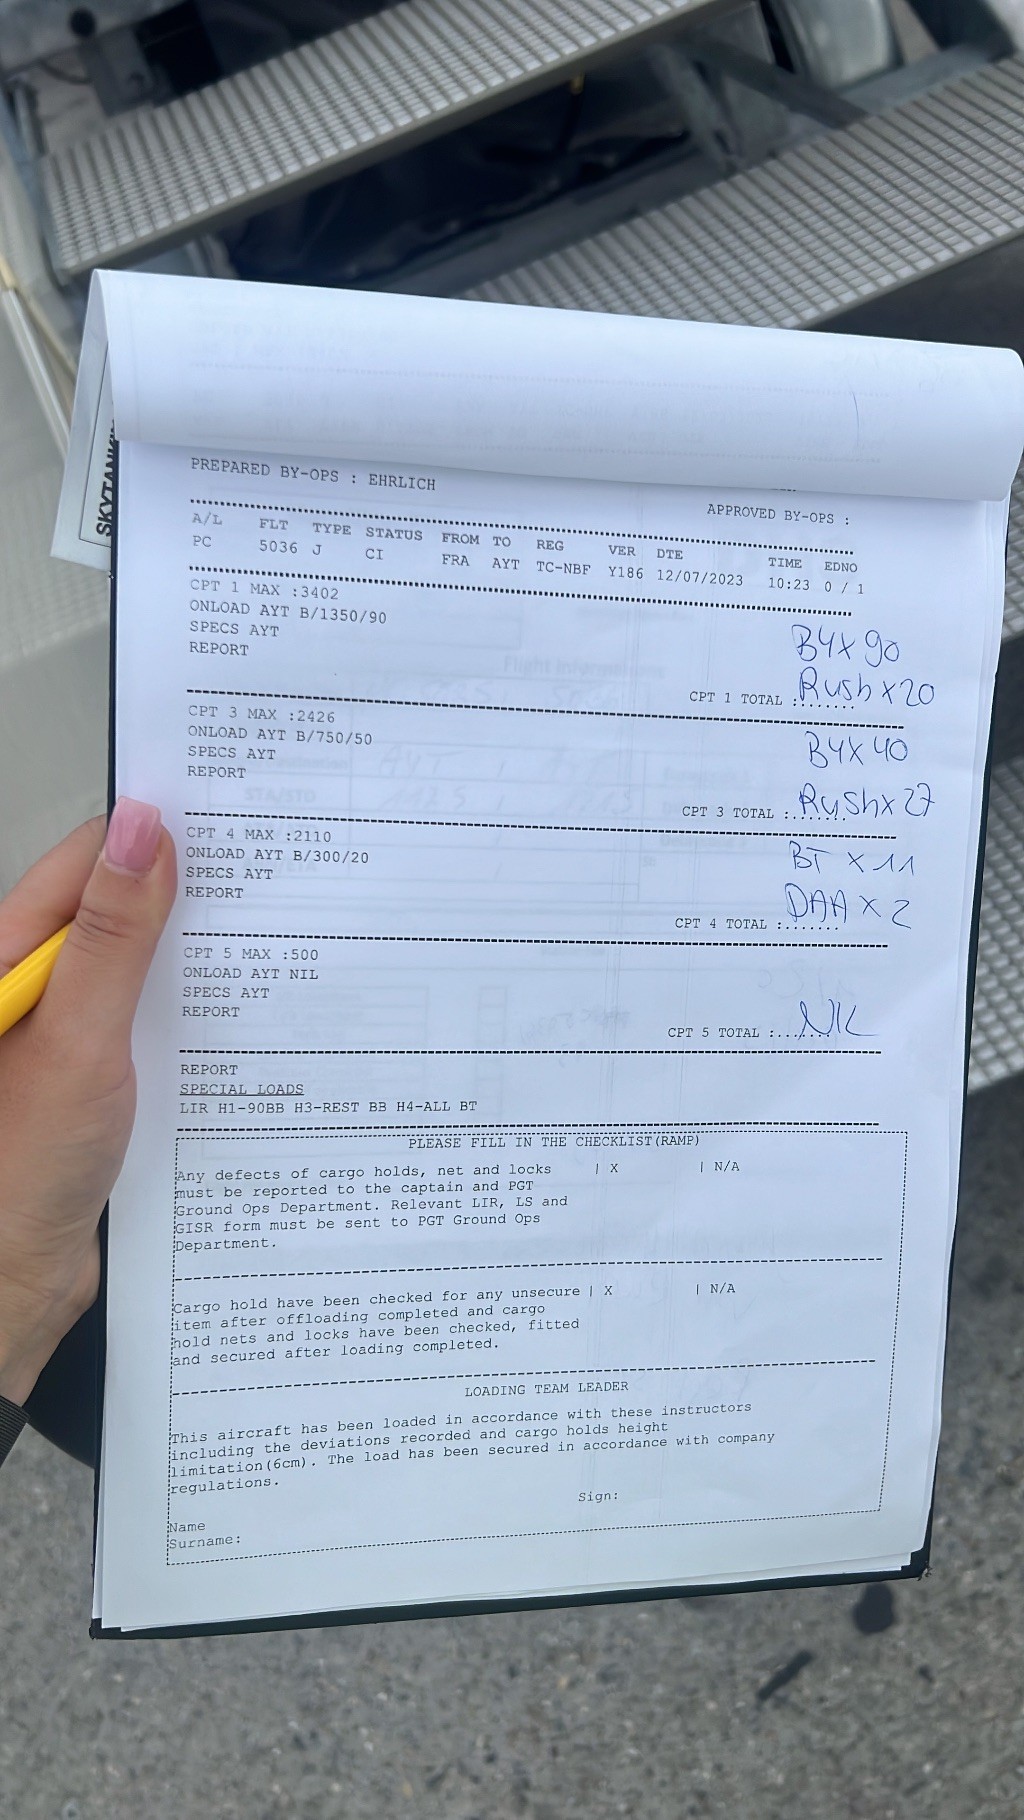 SKYTANKI
PREPARED BY-OPS : EHRLICH
APPROVED BY-OPS :
A/L FLT TYPE STATUS FROM TO REG VER DTE TIME EDNO
PC 5036 J CI FRA AYT TC-NBF Y186 12/07/2023 10:23 0 / 1
CPT 1 MAX :3402
ONLOAD AYT B/1350/90
SPECS AYT
REPORT
BYX 90
CPT 1 TOTAL :........ Rush X20
CPT 3 MAX :2426
ONLOAD AYT B/750/50
SPECS AYT
REPORT
BYX 40
CPT 3 TOTAL :........ Rushx 27
CPT 4 MAX :2110
ONLOAD AYT B/300/20
SPECS AYT
REPORT
BT X 11
DAA X 2
CPT 4 TOTAL :.......
CPT 5 MAX :500
ONLOAD AYT NIL
SPECS AYT
REPORT
CPT 5 TOTAL :....... NIL
REPORT
SPECIAL LOADS
LIR H1-90BB H3-REST BB H4-ALL BT
PLEASE FILL IN THE CHECKLIST(RAMP)
Any defects of cargo holds, net and locks | X | N/A
must be reported to the captain and PGT
Ground Ops Department. Relevant LIR, LS and
GISR form must be sent to PGT Ground Ops
Department.
Cargo hold have been checked for any unsecure | X | N/A
item after offloading completed and cargo
hold nets and locks have been checked, fitted
and secured after loading completed.
LOADING TEAM LEADER
This aircraft has been loaded in accordance with these instructors
including the deviations recorded and cargo holds height
limitation(6cm). The load has been secured in accordance with company
regulations.
Sign:
Name
Surname: